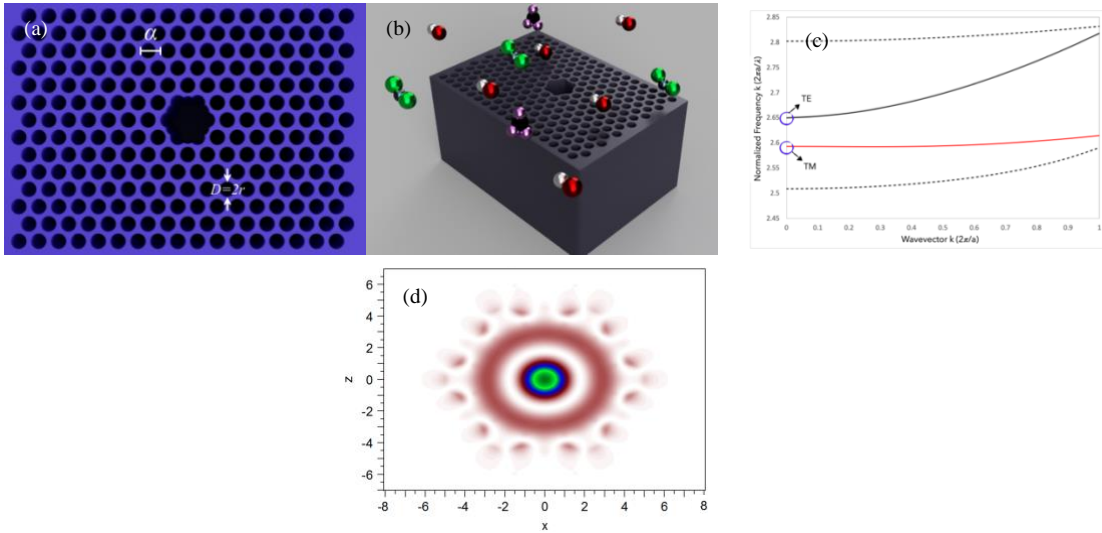 (a)
α
D=2r
(b)
(c)
Normalized Frequency k (2πa/λ)
2.85
2.8
2.75
2.7
2.65
2.6
2.55
2.5
2.45
TE
TM
0 0.1 0.2 0.3 0.4 0.5 0.6 0.7 0.8 0.9 1
Wavevector k (2π/a)
(d)
z
6
4
2
0
-2
-4
-6
-8 -6 -4 -2 0 2 4 6 8
x